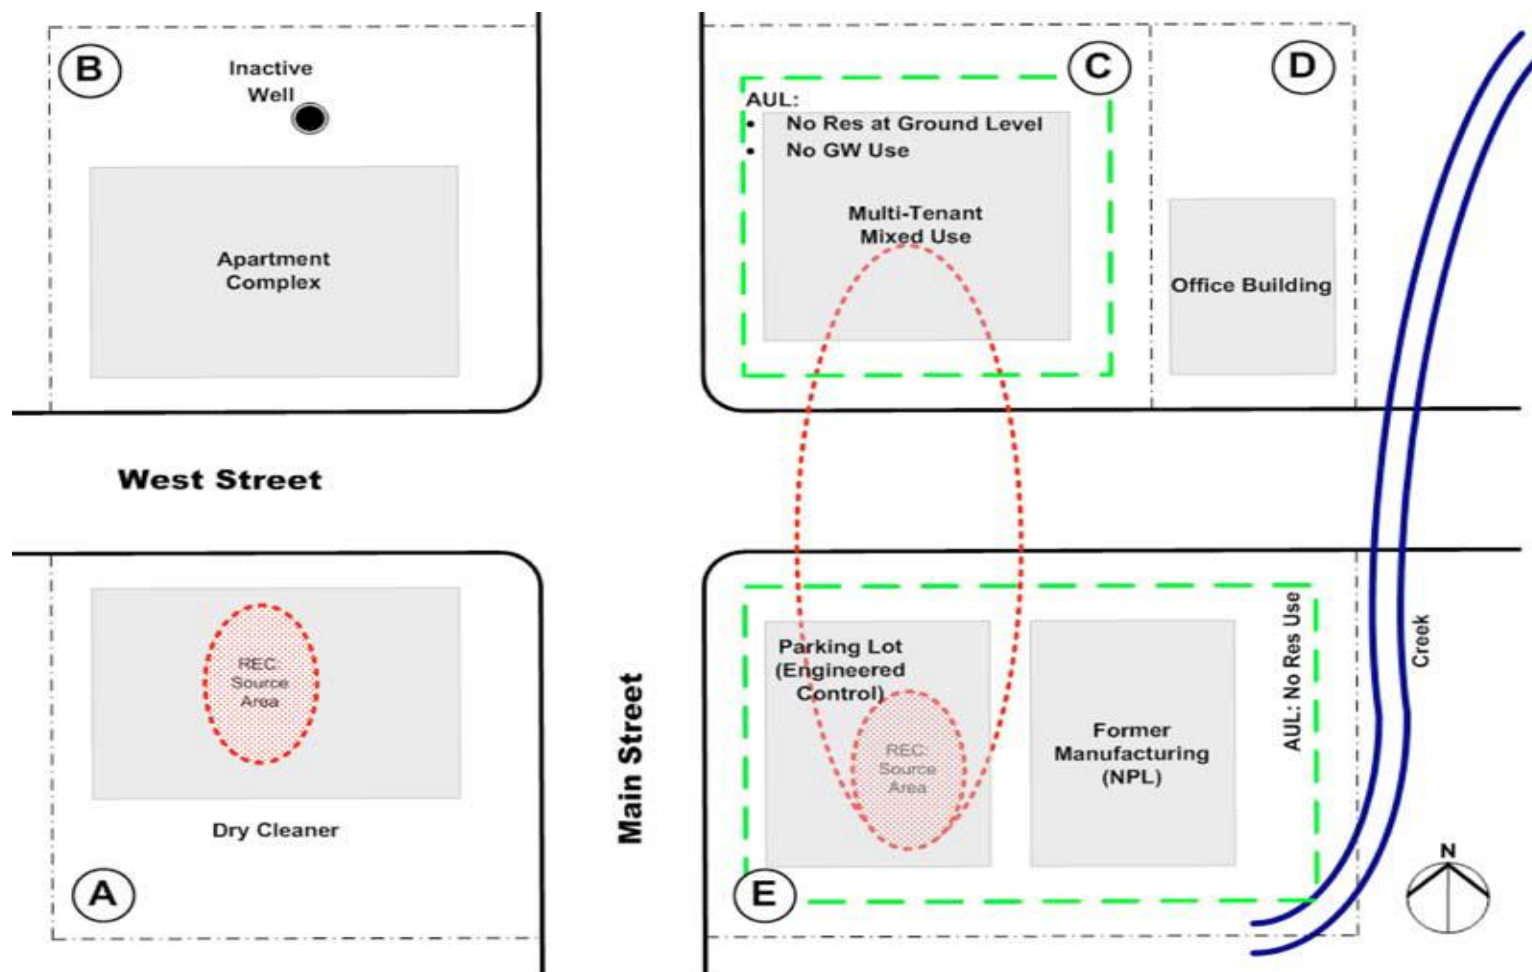 B
Inactive
Well
Apartment
Complex
C
AUL:
• No Res at Ground Level
• No GW Use
Multi-Tenant
Mixed Use
D
Office Building
West Street
Main Street
REC:
Source
Area
Dry Cleaner
A
Parking Lot
(Engineered
Control)
REC:
Source
Area
Former
Manufacturing
(NPL)
AUL: No Res Use
E
Creek
N